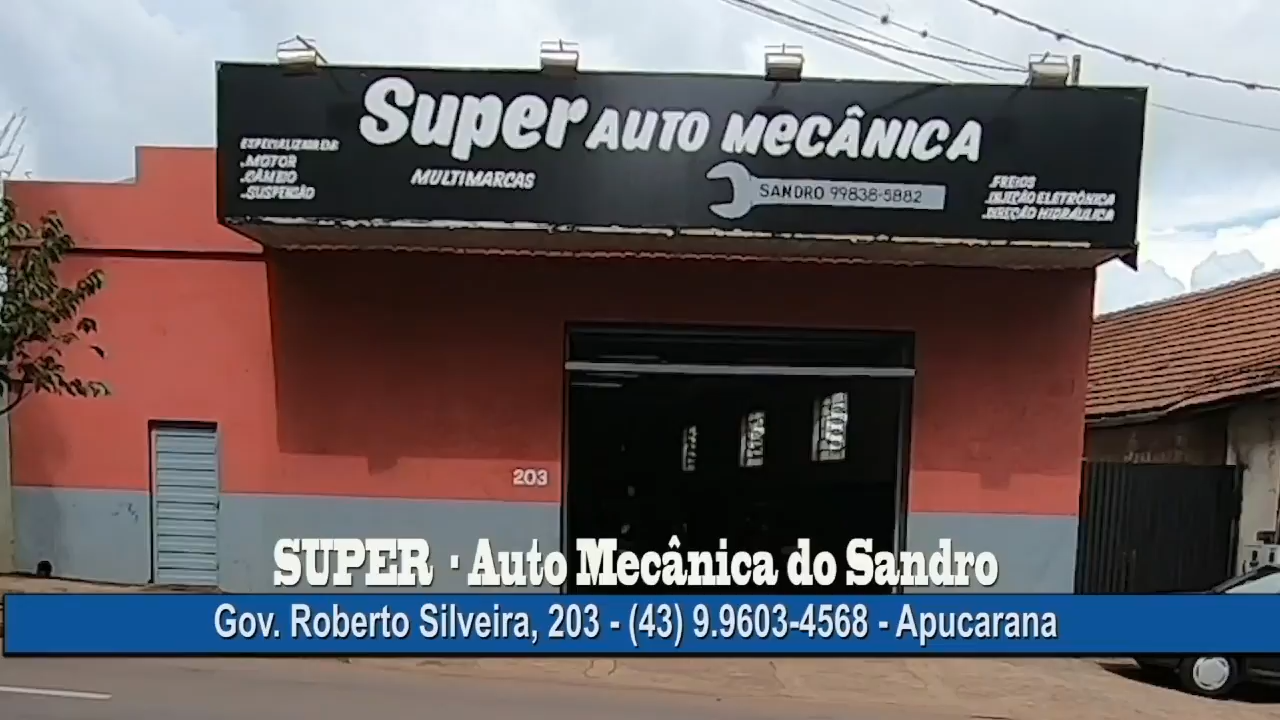 Super AUTO MECÂNICA
ESPECIALIZADA EM:
.MOTOR
.CÂMBIO
.SUSPENSÃO
MULTIMARCAS
SANDRO 99838-5882
.FREIOS
.INJEÇÃO ELETRÔNICA
.DIREÇÃO HIDRÁULICA
203
SUPER · Auto Mecânica do Sandro
Gov. Roberto Silveira, 203 - (43) 9.9603-4568 - Apucarana